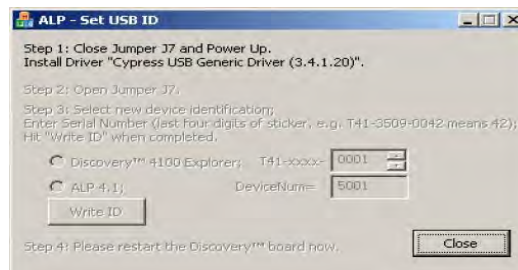 ALP - Set USB ID
Step 1: Close Jumper J7 and Power Up.
Install Driver "Cypress USB Generic Driver (3.4.1.20)".
Step 2: Open Jumper J7.
Step 3: Select new device identification;
Enter Serial Number (last four digits of sticker, e.g. T41-3509-0042 means 42);
Hit "Write ID" when completed.
Discovery™ 4100 Explorer; T41-xxxx- 0001
ALP 4.1; DeviceNum= 5001
Write ID
Step 4: Please restart the Discovery™ board now.
Close